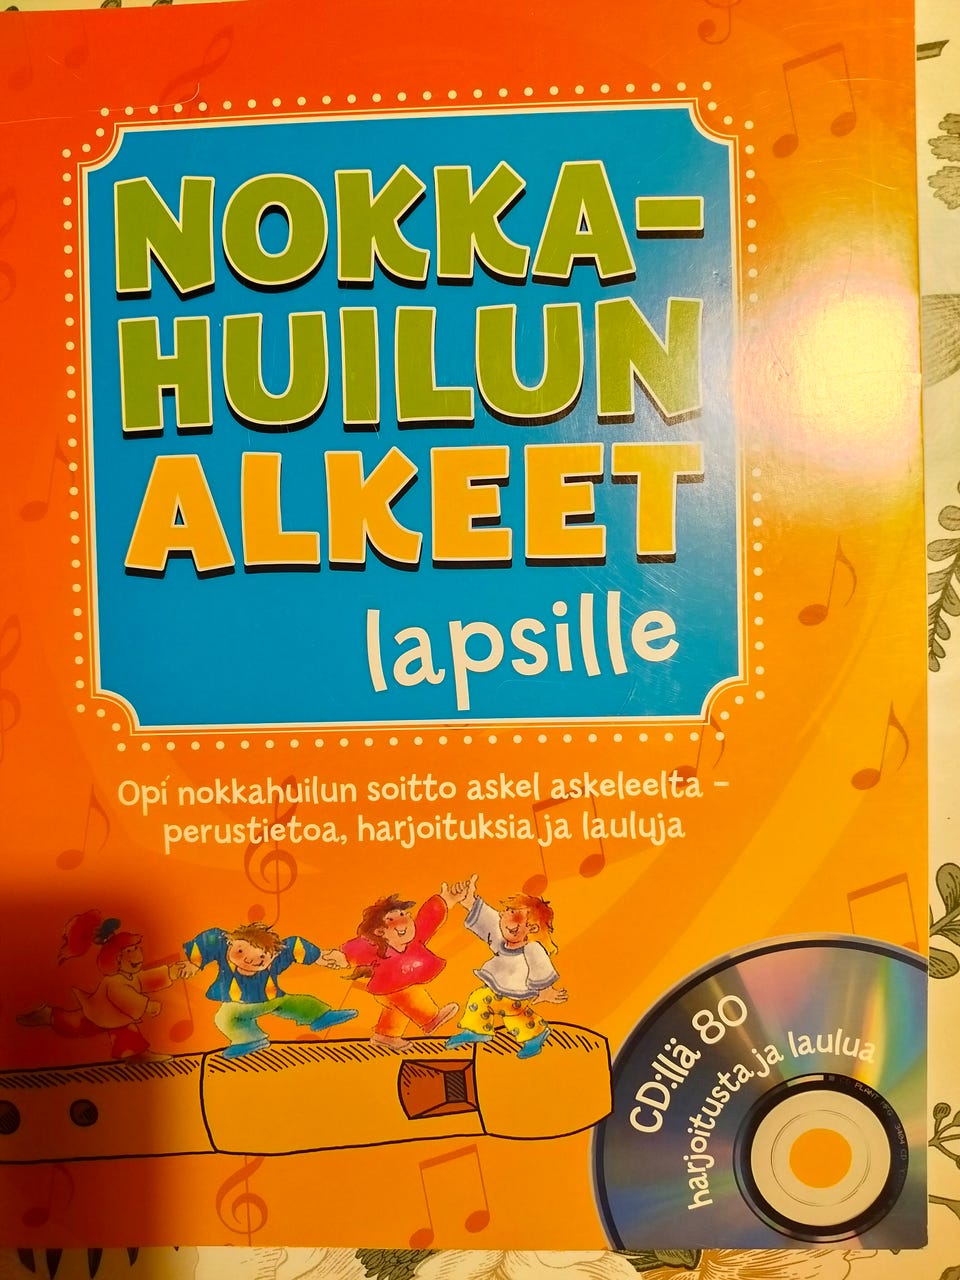 NOKKA-
HUILUN
ALKEET
lapsille
Opi nokkahuilun soitto askel askeleelta –
perustietoa, harjoituksia ja lauluja
CD:llä 80
harjoitusta ja laulua